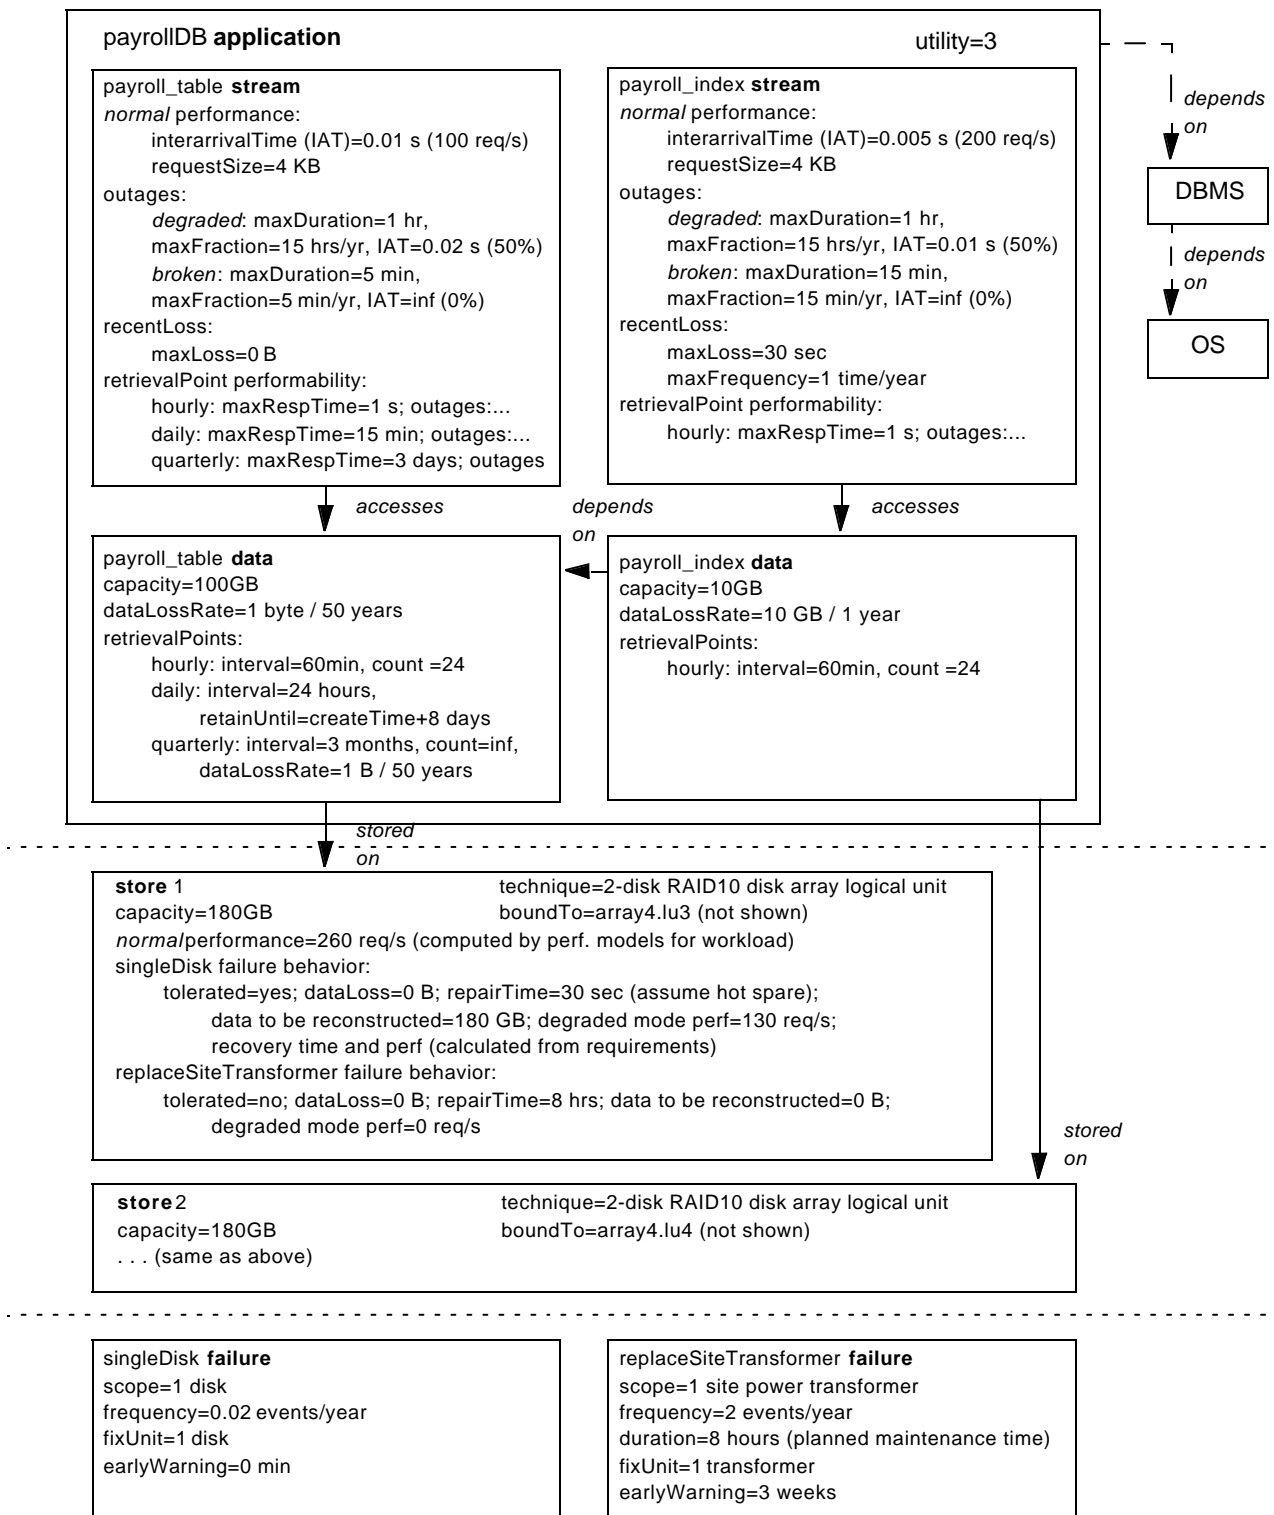 payrollDB application
utility=3
payroll_table stream
normal performance:
interarrivalTime (IAT)=0.01 s (100 req/s)
requestSize=4 KB
outages:
degraded: maxDuration=1 hr,
maxFraction=15 hrs/yr, IAT=0.02 s (50%)
broken: maxDuration=5 min,
maxFraction=5 min/yr, IAT=inf (0%)
recentLoss:
maxLoss=0 B
retrievalPoint performability:
hourly: maxRespTime=1 s; outages:...
daily: maxRespTime=15 min; outages:...
quarterly: maxRespTime=3 days; outages
payroll_index stream
normal performance:
interarrivalTime (IAT)=0.005 s (200 req/s)
requestSize=4 KB
outages:
degraded: maxDuration=1 hr,
maxFraction=15 hrs/yr, IAT=0.01 s (50%)
broken: maxDuration=15 min,
maxFraction=15 min/yr, IAT=inf (0%)
recentLoss:
maxLoss=30 sec
maxFrequency=1 time/year
retrievalPoint performability:
hourly: maxRespTime=1 s; outages:...
depends
on
DBMS
depends
on
OS
accesses
depends
on
accesses
payroll_table data
capacity=100GB
dataLossRate=1 byte / 50 years
retrievalPoints:
hourly: interval=60min, count =24
daily: interval=24 hours,
retainUntil=createTime+8 days
quarterly: interval=3 months, count=inf,
dataLossRate=1 B / 50 years
payroll_index data
capacity=10GB
dataLossRate=10 GB / 1 year
retrievalPoints:
hourly: interval=60min, count =24
stored
on
store 1
technique=2-disk RAID10 disk array logical unit
capacity=180GB
boundTo=array4.lu3 (not shown)
normal performance=260 req/s (computed by perf. models for workload)
singleDisk failure behavior:
tolerated=yes; dataLoss=0 B; repairTime=30 sec (assume hot spare);
data to be reconstructed=180 GB; degraded mode perf=130 req/s;
recovery time and perf (calculated from requirements)
replaceSiteTransformer failure behavior:
tolerated=no; dataLoss=0 B; repairTime=8 hrs; data to be reconstructed=0 B;
degraded mode perf=0 req/s
stored
on
store 2
technique=2-disk RAID10 disk array logical unit
capacity=180GB
boundTo=array4.lu4 (not shown)
. . . (same as above)
singleDisk failure
scope=1 disk
frequency=0.02 events/year
fixUnit=1 disk
earlyWarning=0 min
replaceSiteTransformer failure
scope=1 site power transformer
frequency=2 events/year
duration=8 hours (planned maintenance time)
fixUnit=1 transformer
earlyWarning=3 weeks